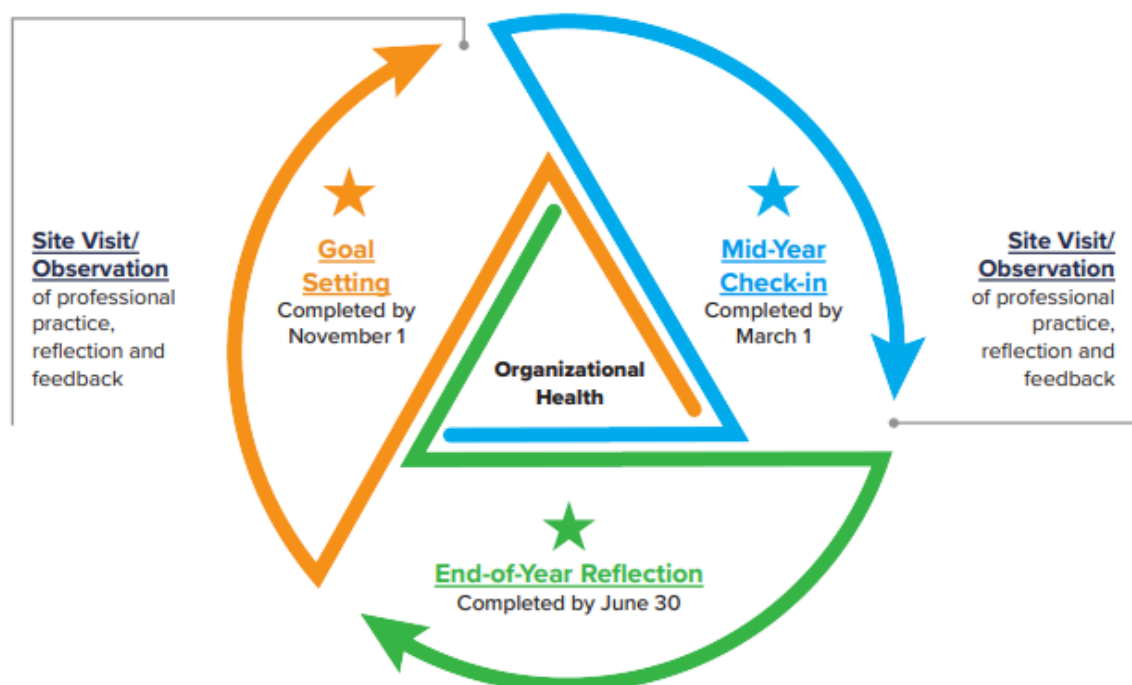 Site Visit/
Observation
of professional
practice,
reflection and
feedback
Goal
Setting
Completed by
November 1
Mid-Year
Check-in
Completed by
March 1
Site Visit/
Observation
of professional
practice,
reflection and
feedback
Organizational
Health
End-of-Year Reflection
Completed by June 30